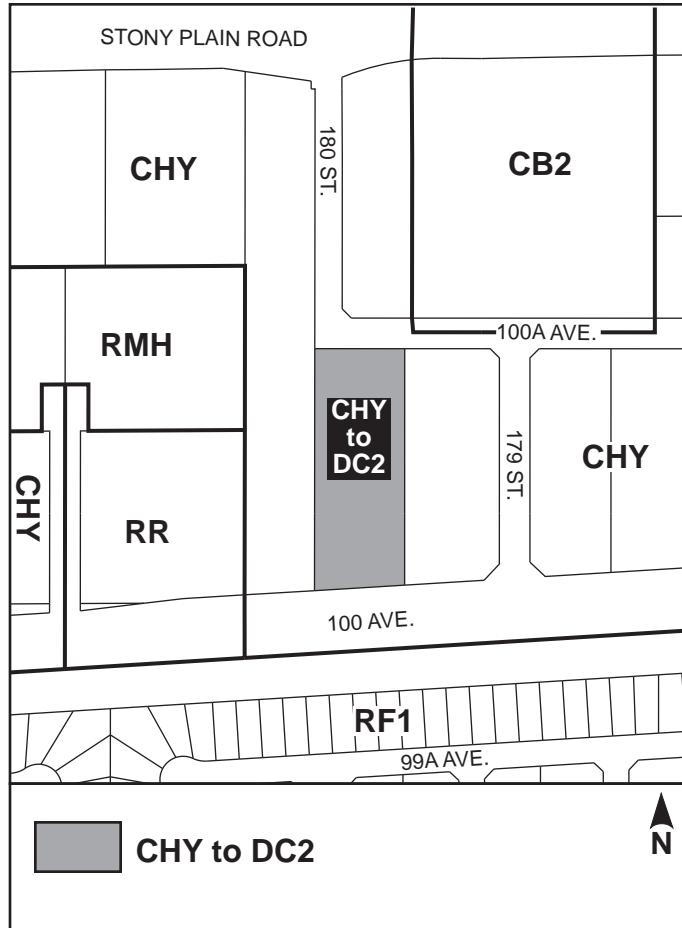 STONY PLAIN ROAD
180 ST.
CHY
CB2
100A AVE.
RMH
CHY
to
DC2
179 ST.
CHY
CHY
RR
100 AVE.
RF1
99A AVE.
CHY to DC2
N